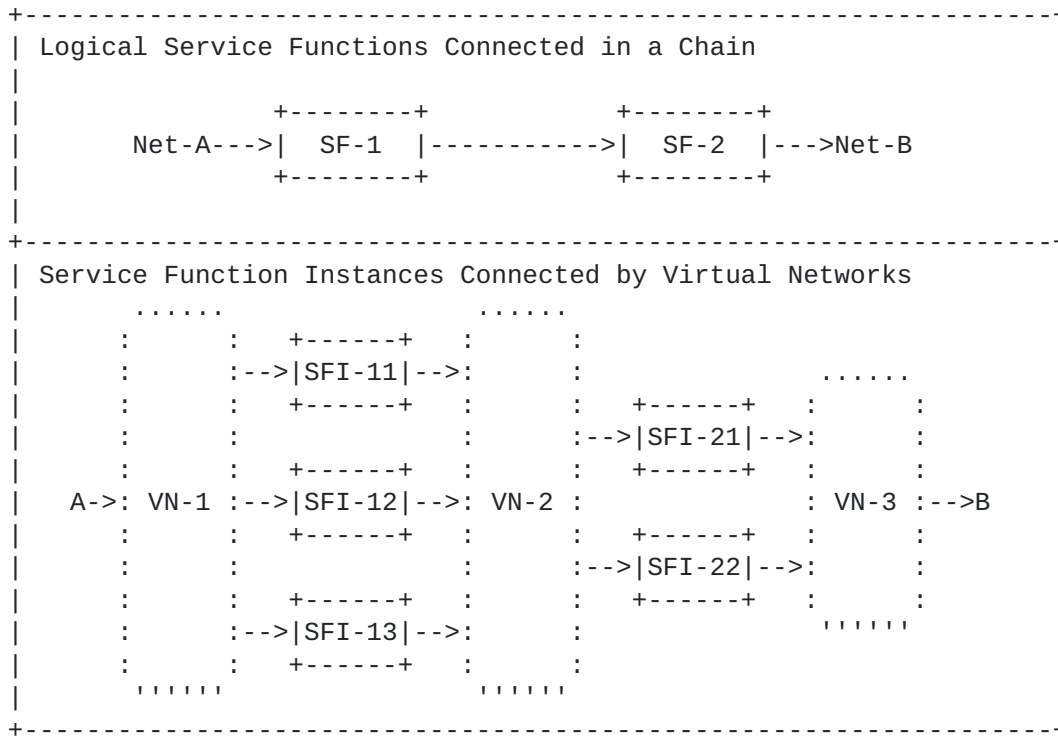 Logical Service Functions Connected in a Chain
Net-A--->| SF-1 |----------->| SF-2 |--->Net-B
Service Function Instances Connected by Virtual Networks
:-->|SFI-11|-->:
:-->|SFI-21|-->:
A->: VN-1 :-->|SFI-12|-->: VN-2 : : VN-3 :-->B
:-->|SFI-22|-->:
:-->|SFI-13|-->: